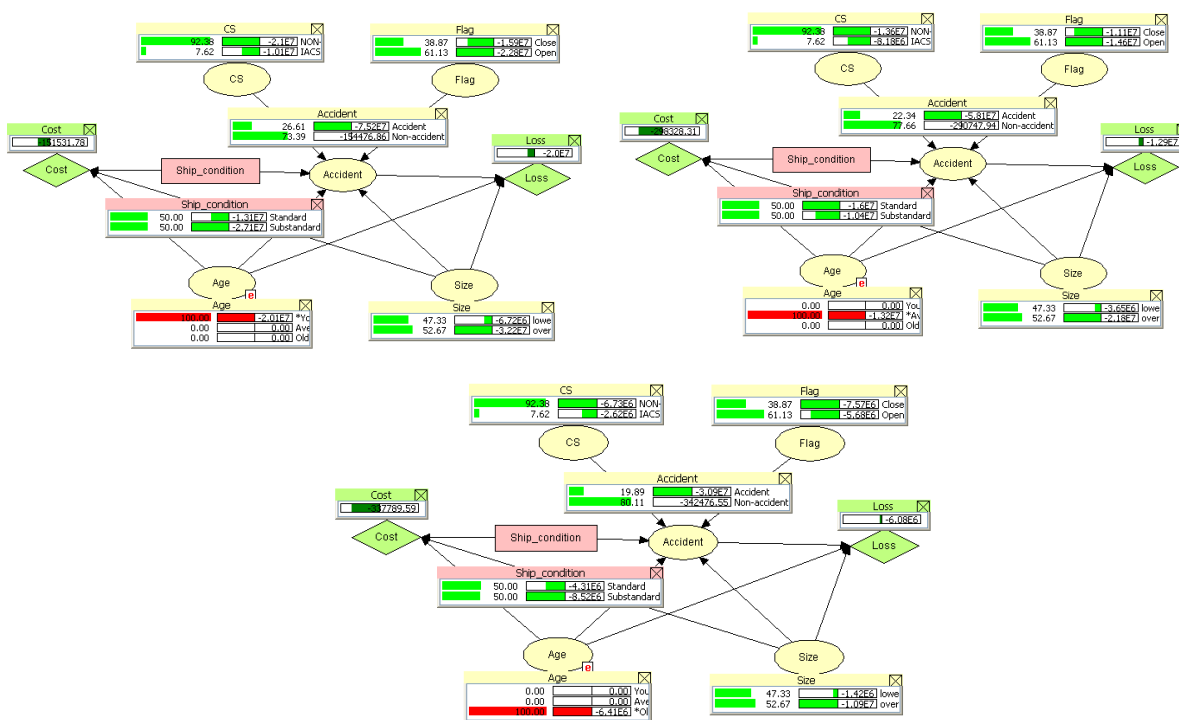 CS
92.38 -2.1E7 NON-
7.62 -1.01E7 IACS
Flag
38.87 -1.59E7 Close
61.13 -2.28E7 Open
CS
Flag
Accident
26.61 -7.52E7 Accident
73.39 -154476.86 Non-accident
Cost
-151531.78
Loss
-2.0E7
Cost
Ship_condition
Accident
Loss
Ship_condition
50.00 -1.31E7 Standard
50.00 -2.71E7 Substandard
Age
e
Size
Age
100.00 -2.01E7 *Yo
0.00 0.00 Ave
0.00 0.00 Old
Size
47.33 -6.72E6 lowe
52.67 -3.22E7 over
CS
92.38 -1.36E7 NON-
7.62 -8.18E6 IACS
Flag
38.87 -1.11E7 Close
61.13 -1.46E7 Open
CS
Flag
Accident
22.34 -5.81E7 Accident
77.66 -290747.94 Non-accident
Cost
-298328.31
Loss
-1.29E7
Cost
Ship_condition
Accident
Loss
Ship_condition
50.00 -1.6E7 Standard
50.00 -1.04E7 Substandard
Age
e
Size
Age
0.00 0.00 You
100.00 -1.32E7 *Av
0.00 0.00 Old
Size
47.33 -3.65E6 lowe
52.67 -2.18E7 over
CS
92.38 -6.73E6 NON-
7.62 -2.62E6 IACS
Flag
38.87 -7.57E6 Close
61.13 -5.68E6 Open
CS
Flag
Accident
19.89 -3.09E7 Accident
80.11 -342476.55 Non-accident
Cost
-337789.59
Loss
-6.08E6
Cost
Ship_condition
Accident
Loss
Ship_condition
50.00 -4.31E6 Standard
50.00 -8.52E6 Substandard
Age
e
Size
Age
0.00 0.00 You
0.00 0.00 Ave
100.00 -6.41E6 *Ol
Size
47.33 -1.42E6 lowe
52.67 -1.09E7 over